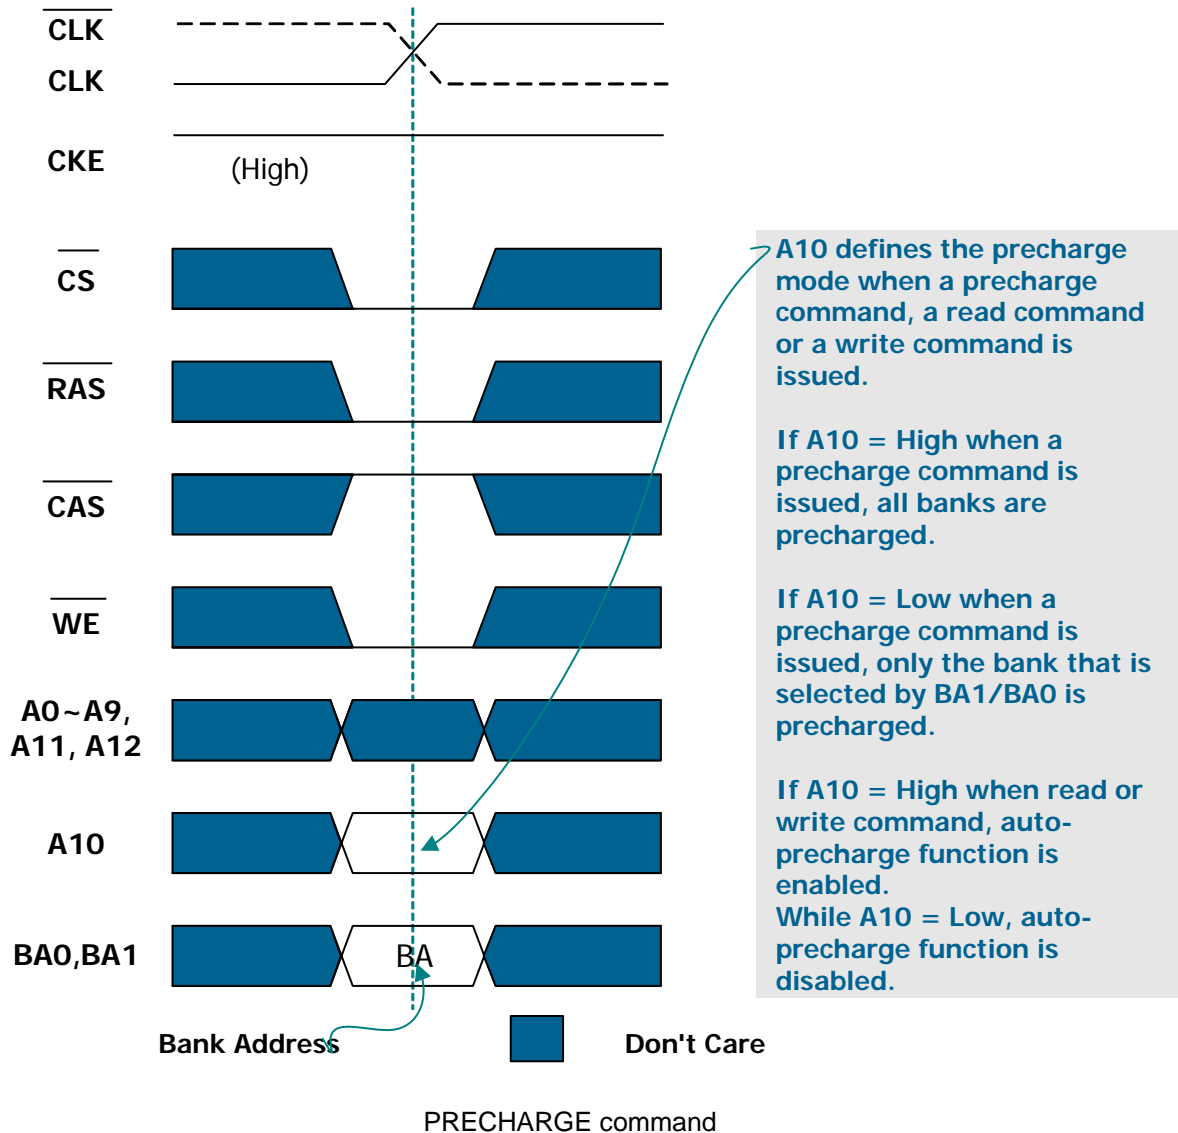 CLK
CLK
CKE
(High)
CS
RAS
CAS
WE
A0~A9,
A11, A12
A10
BA0,BA1
BA
Bank Address
Don't Care
A10 defines the precharge
mode when a precharge
command, a read command
or a write command is
issued.
If A10 = High when a
precharge command is
issued, all banks are
precharged.
If A10 = Low when a
precharge command is
issued, only the bank that is
selected by BA1/BA0 is
precharged.
If A10 = High when read or
write command, auto-
precharge function is
enabled.
While A10 = Low, auto-
precharge function is
disabled.
PRECHARGE command